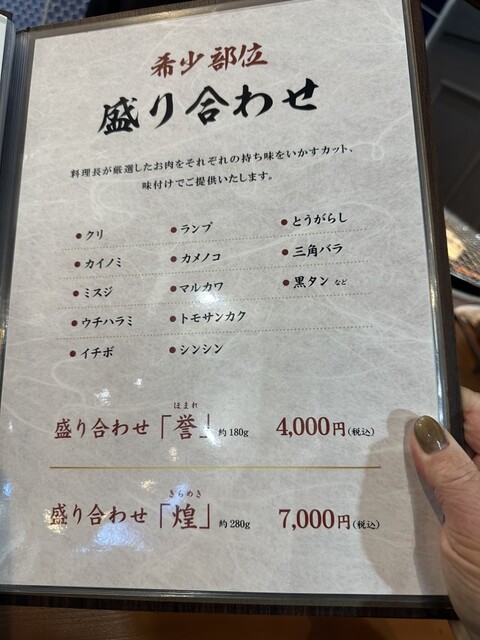 希少部位
盛り合わせ
料理長が厳選したお肉をそれぞれの持ち味をいかすカット、
味付けでご提供いたします。
●クリ ●ランプ ●とうがらし
●カイノミ ●カメノコ ●三角バラ
●ミスジ ●マルカワ ●黒タン など
●ウチハラミ ●トモサンカク
●イチボ ●シンシン
ほまれ
盛り合わせ「誉」約180g 4,000円(税込)
きらめき
盛り合わせ「煌」約280g 7,000円(税込)